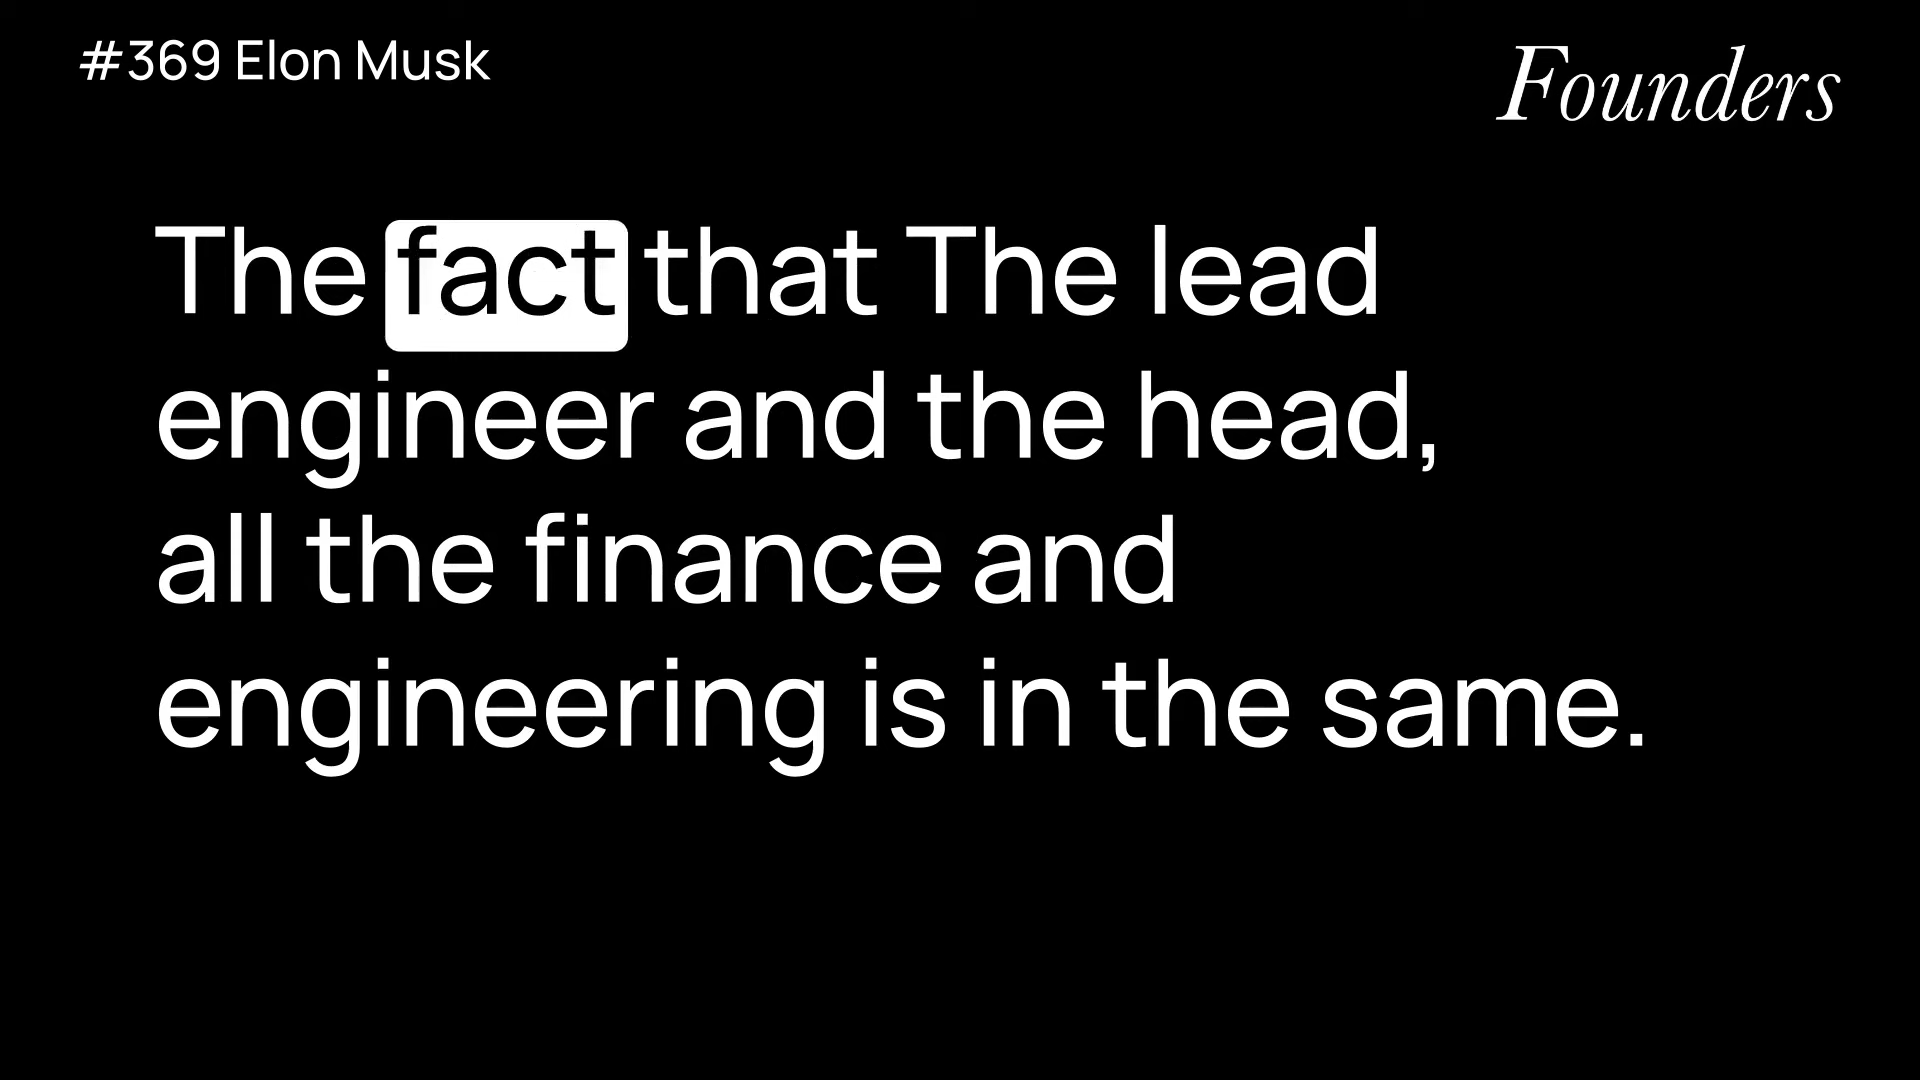 #369 Elon Musk
Founders
The fact that The lead
engineer and the head,
all the finance and
engineering is in the same.